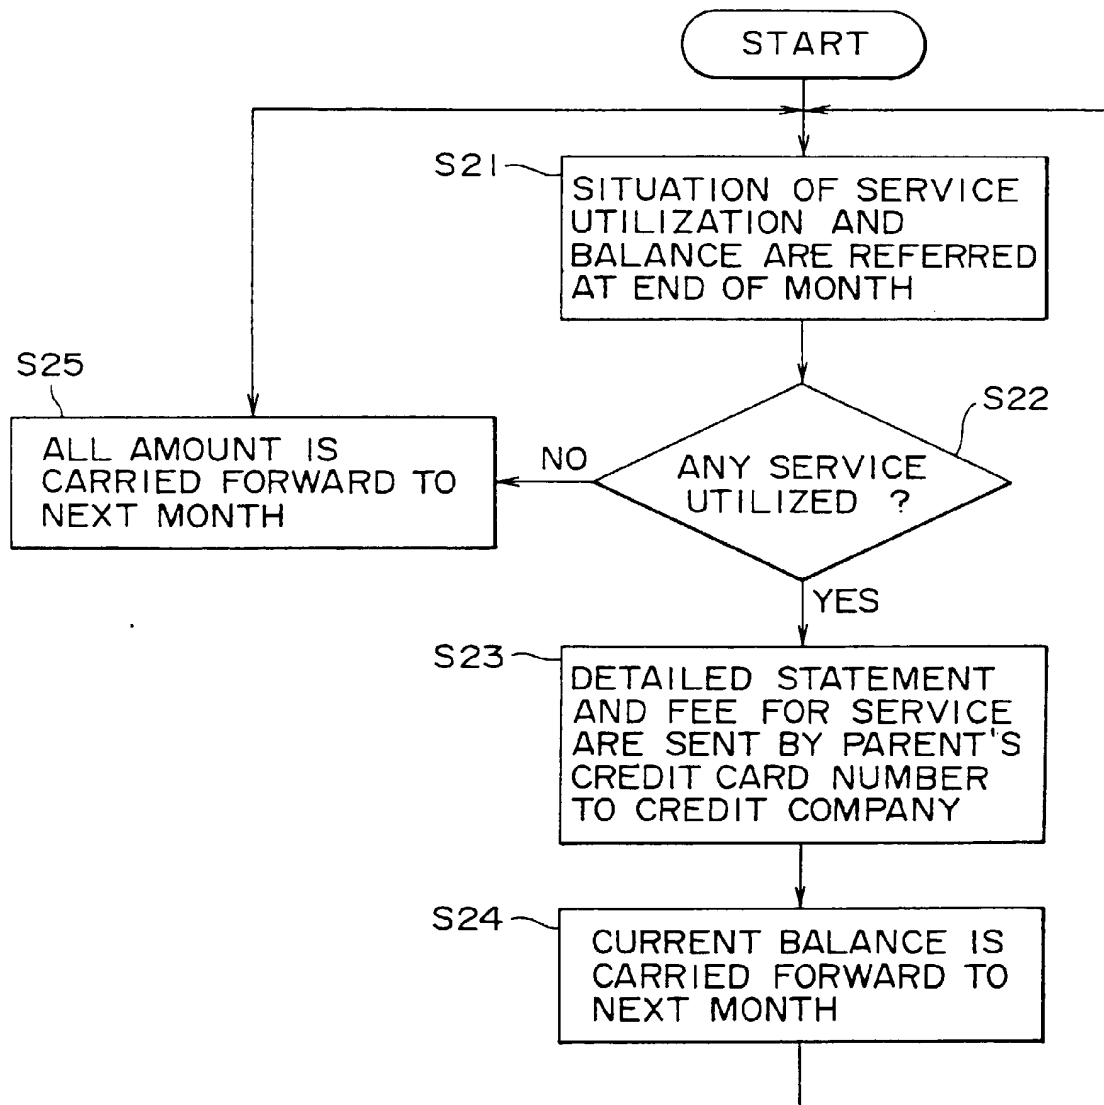 START
S21
SITUATION OF SERVICE
UTILIZATION AND
BALANCE ARE REFERRED
AT END OF MONTH
S25
ALL AMOUNT IS
CARRIED FORWARD TO
NEXT MONTH
NO
S22
ANY SERVICE
UTILIZED ?
YES
S23
DETAILED STATEMENT
AND FEE FOR SERVICE
ARE SENT BY PARENT'S
CREDIT CARD NUMBER
TO CREDIT COMPANY
S24
CURRENT BALANCE IS
CARRIED FORWARD TO
NEXT MONTH